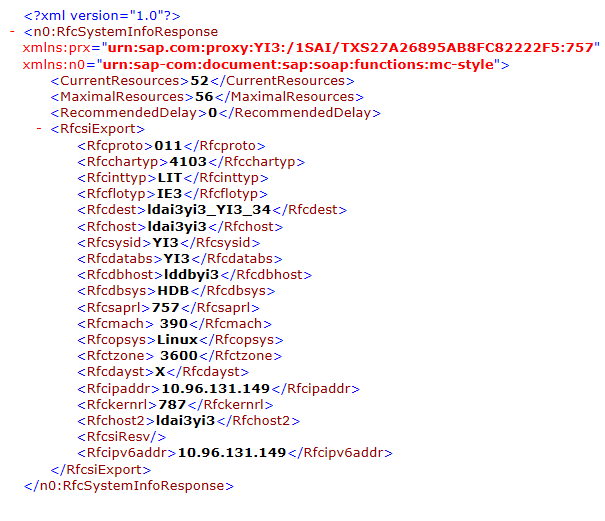 <?xml version="1.0"?>
- <n0:RfcSystemInfoResponse
xmlns:prx="urn:sap.com:proxy:YI3:/1SAI/TXS27A26895AB8FC82222F5:757"
xmlns:n0="urn:sap-com:document:sap:soap:functions:mc-style">
<CurrentResources>52</CurrentResources>
<MaximalResources>56</MaximalResources>
<RecommendedDelay>0</RecommendedDelay>
- <RfcsiExport>
<Rfcproto>011</Rfcproto>
<Rfcchartyp>4103</Rfcchartyp>
<Rfcinttyp>LIT</Rfcinttyp>
<Rfcflotyp>IE3</Rfcflotyp>
<Rfcdest>ldai3yi3_YI3_34</Rfcdest>
<Rfchost>ldai3yi3</Rfchost>
<Rfcsysid>YI3</Rfcsysid>
<Rfcdatabs>YI3</Rfcdatabs>
<Rfcdbhost>lddbyi3</Rfcdbhost>
<Rfcdbsys>HDB</Rfcdbsys>
<Rfcsaprl>757</Rfcsaprl>
<Rfcmach> 390</Rfcmach>
<Rfcopsys>Linux</Rfcopsys>
<Rfctzone> 3600</Rfctzone>
<Rfcdayst>X</Rfcdayst>
<Rfcipaddr>10.96.131.149</Rfcipaddr>
<Rfckernrl>787</Rfckernrl>
<Rfchost2>ldai3yi3</Rfchost2>
<RfcsiResv/>
<Rfcipv6addr>10.96.131.149</Rfcipv6addr>
</RfcsiExport>
</n0:RfcSystemInfoResponse>